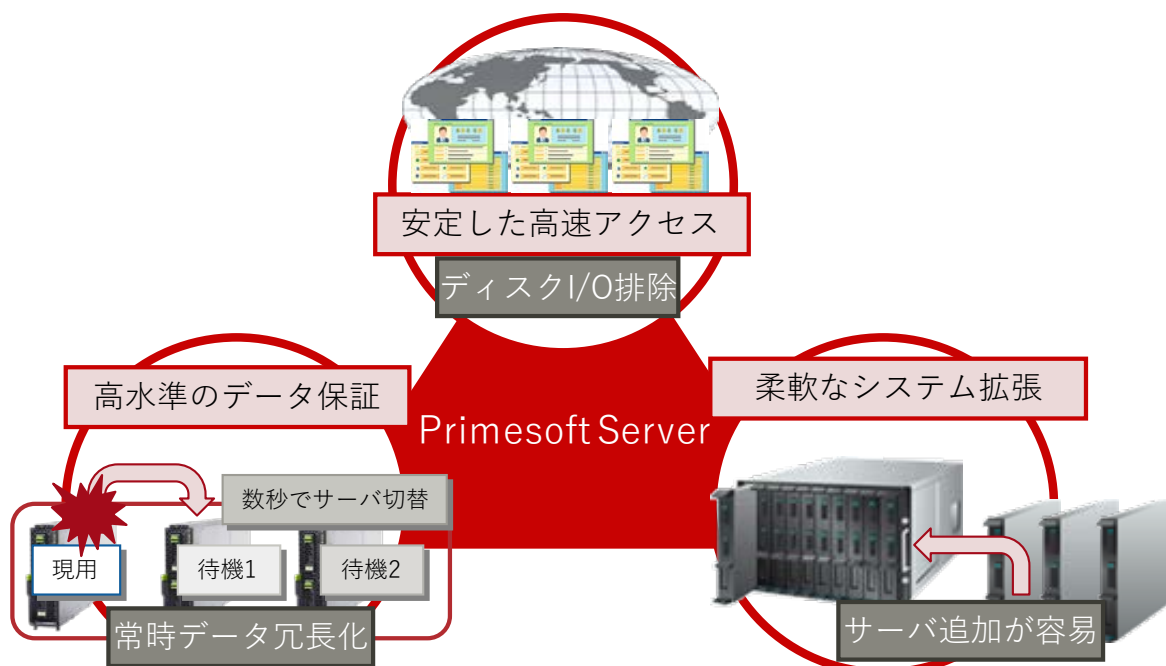 安定した高速アクセス
ディスクI/O排除
高水準のデータ保証
柔軟なシステム拡張
Primesoft Server
数秒でサーバ切替
現用
待機1
待機2
常時データ冗長化
サーバ追加が容易